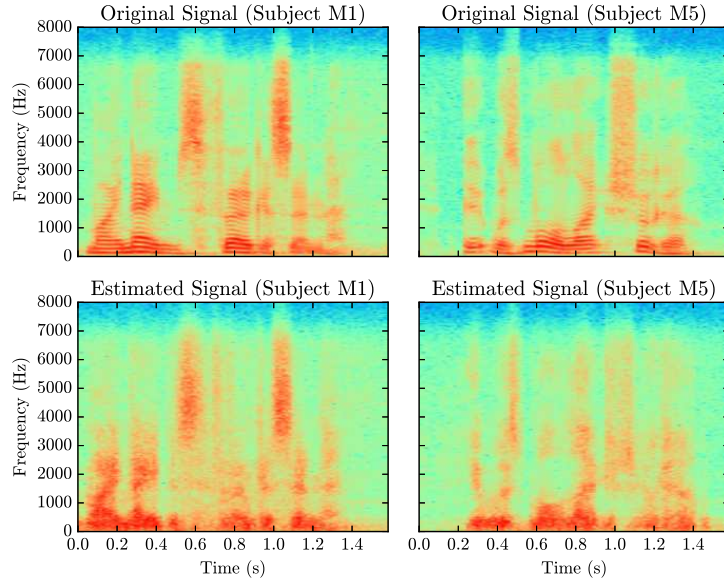 Original Signal (Subject M1)
Original Signal (Subject M5)
8000
7000
6000
5000
4000
3000
2000
1000
0
Frequency (Hz)
Estimated Signal (Subject M1)
Estimated Signal (Subject M5)
8000
7000
6000
5000
4000
3000
2000
1000
0
Frequency (Hz)
0.0 0.2 0.4 0.6 0.8 1.0 1.2 1.4
0.0 0.2 0.4 0.6 0.8 1.0 1.2 1.4
Time (s)
Time (s)